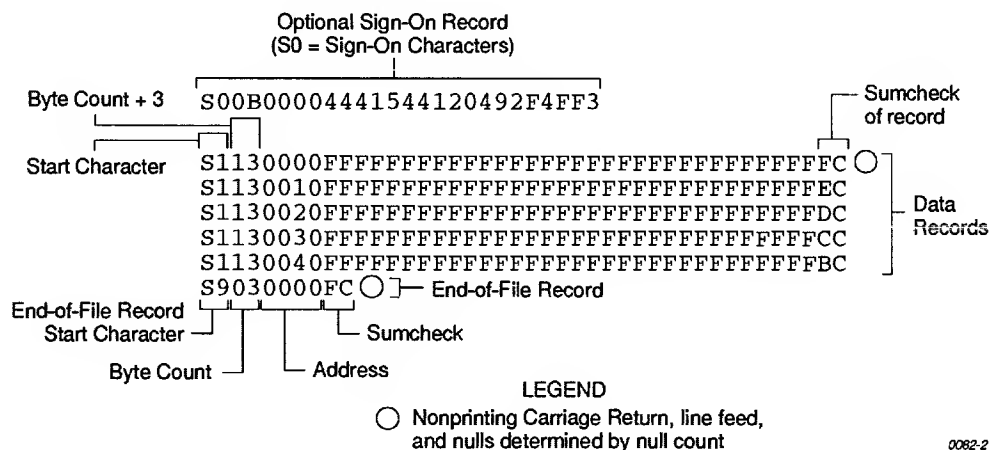 Optional Sign-On Record
(S0 = Sign-On Characters)
Byte Count + 3
S00B00004441544120492F4FF3
Sumcheck
of record
Start Character
S1130000FFFFFFFFFFFFFFFFFFFFFFFFFFFFFFFFFC
S1130010FFFFFFFFFFFFFFFFFFFFFFFFFFFFFFFFEC
S1130020FFFFFFFFFFFFFFFFFFFFFFFFFFFFFFFFDC
S1130030FFFFFFFFFFFFFFFFFFFFFFFFFFFFFFFFCC
S1130040FFFFFFFFFFFFFFFFFFFFFFFFFFFFFFFFBC
Data
Records
S9030000FC
End-of-File Record
End-of-File Record
Start Character
Sumcheck
Byte Count
Address
LEGEND
Nonprinting Carriage Return, line feed,
and nulls determined by null count
0082-2